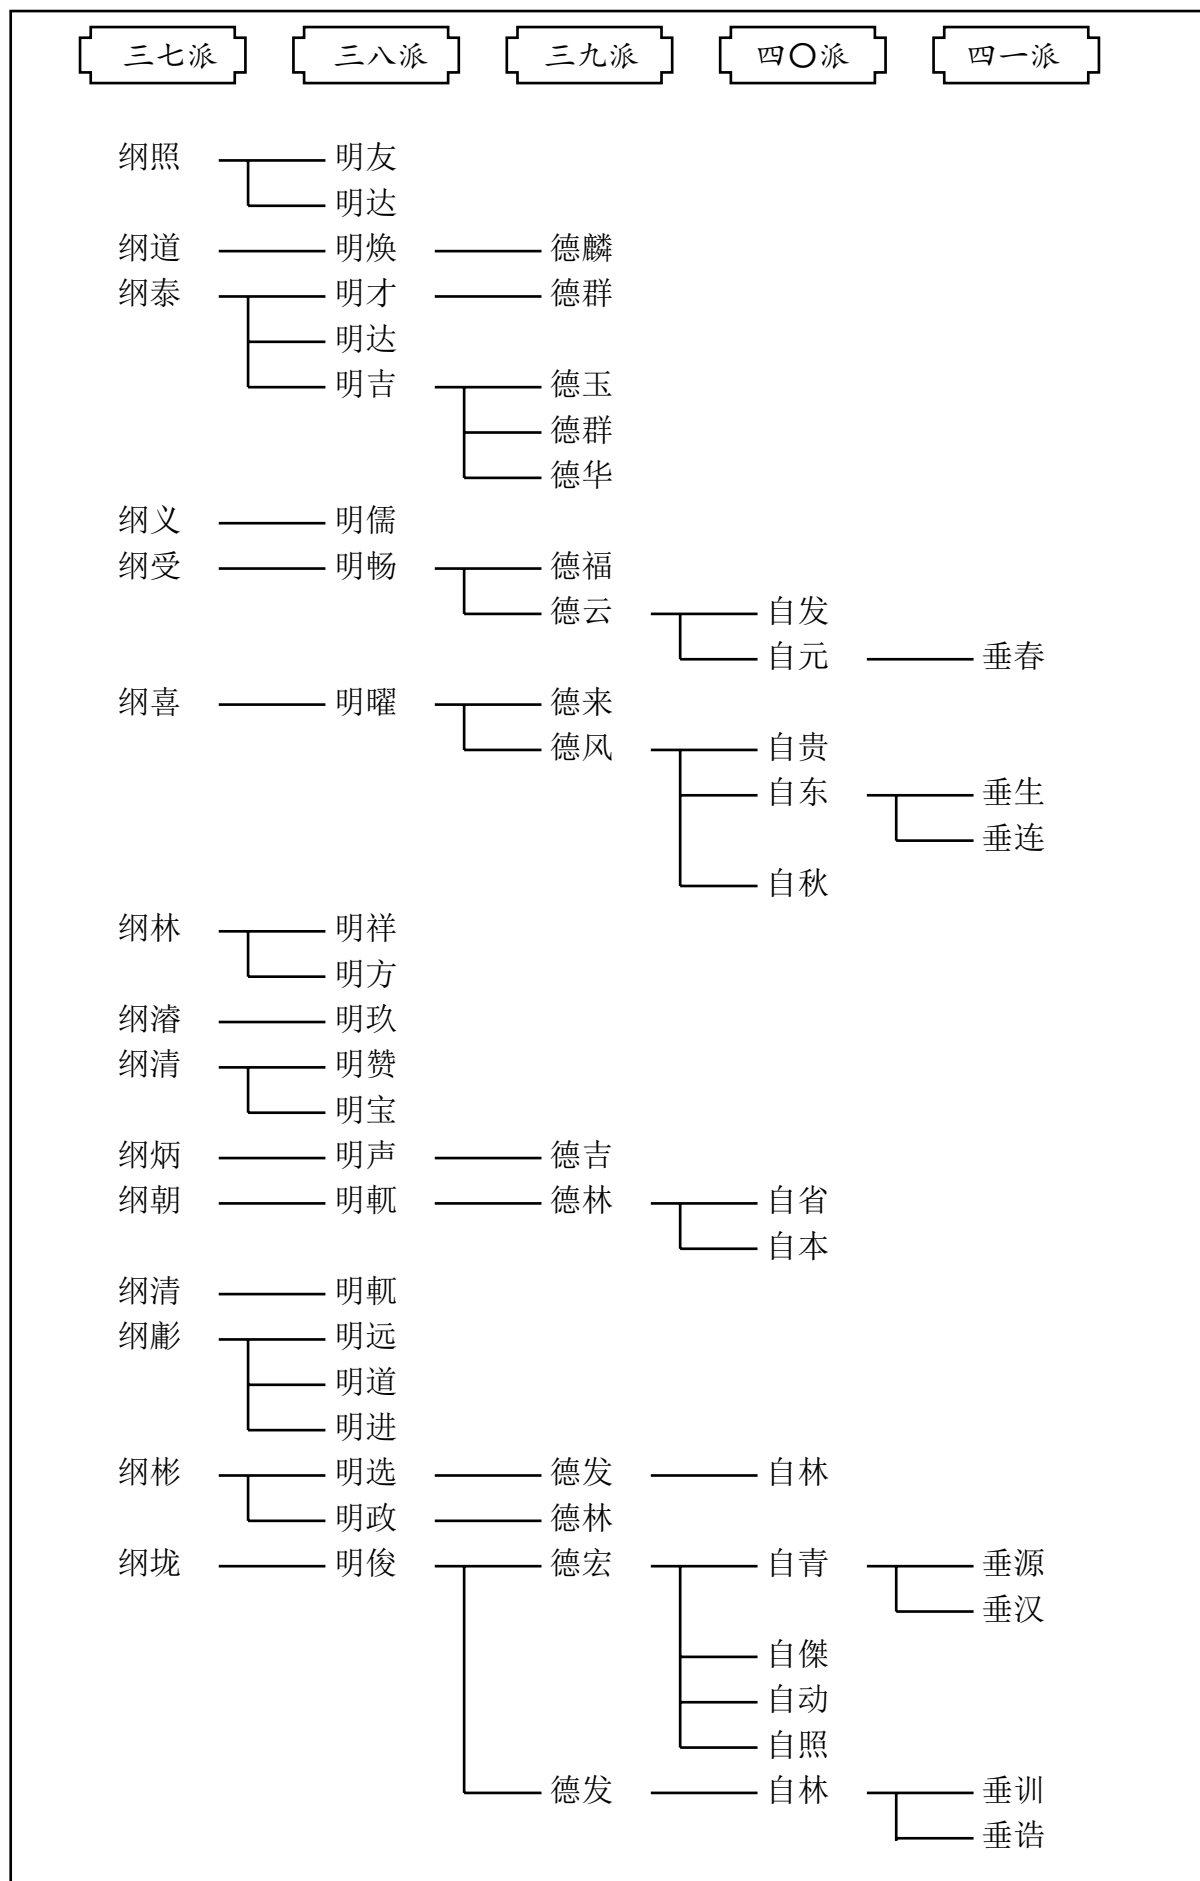 三七派 三八派 三九派 四〇派 四一派
纲照 明友
明达
纲道 明焕 德麟
纲泰 明才 德群
明达
明吉 德玉
德群
德华
纲义 明儒
纲受 明畅 德福
德云 自发
自元 垂春
纲喜 明曜 德来
德风 自贵
自东 垂生
垂连
自秋
纲林 明祥
明方
纲濬 明玖
纲清 明赞
明宝
纲炳 明声 德吉
纲朝 明軏 德林 自省
自本
纲清 明軏
纲彪 明远
明道
明进
纲彬 明选 德发 自林
明政 德林
纲垅 明俊 德宏 自青 垂源
垂汉
自傑
自动
自照
德发 自林 垂训
垂诰